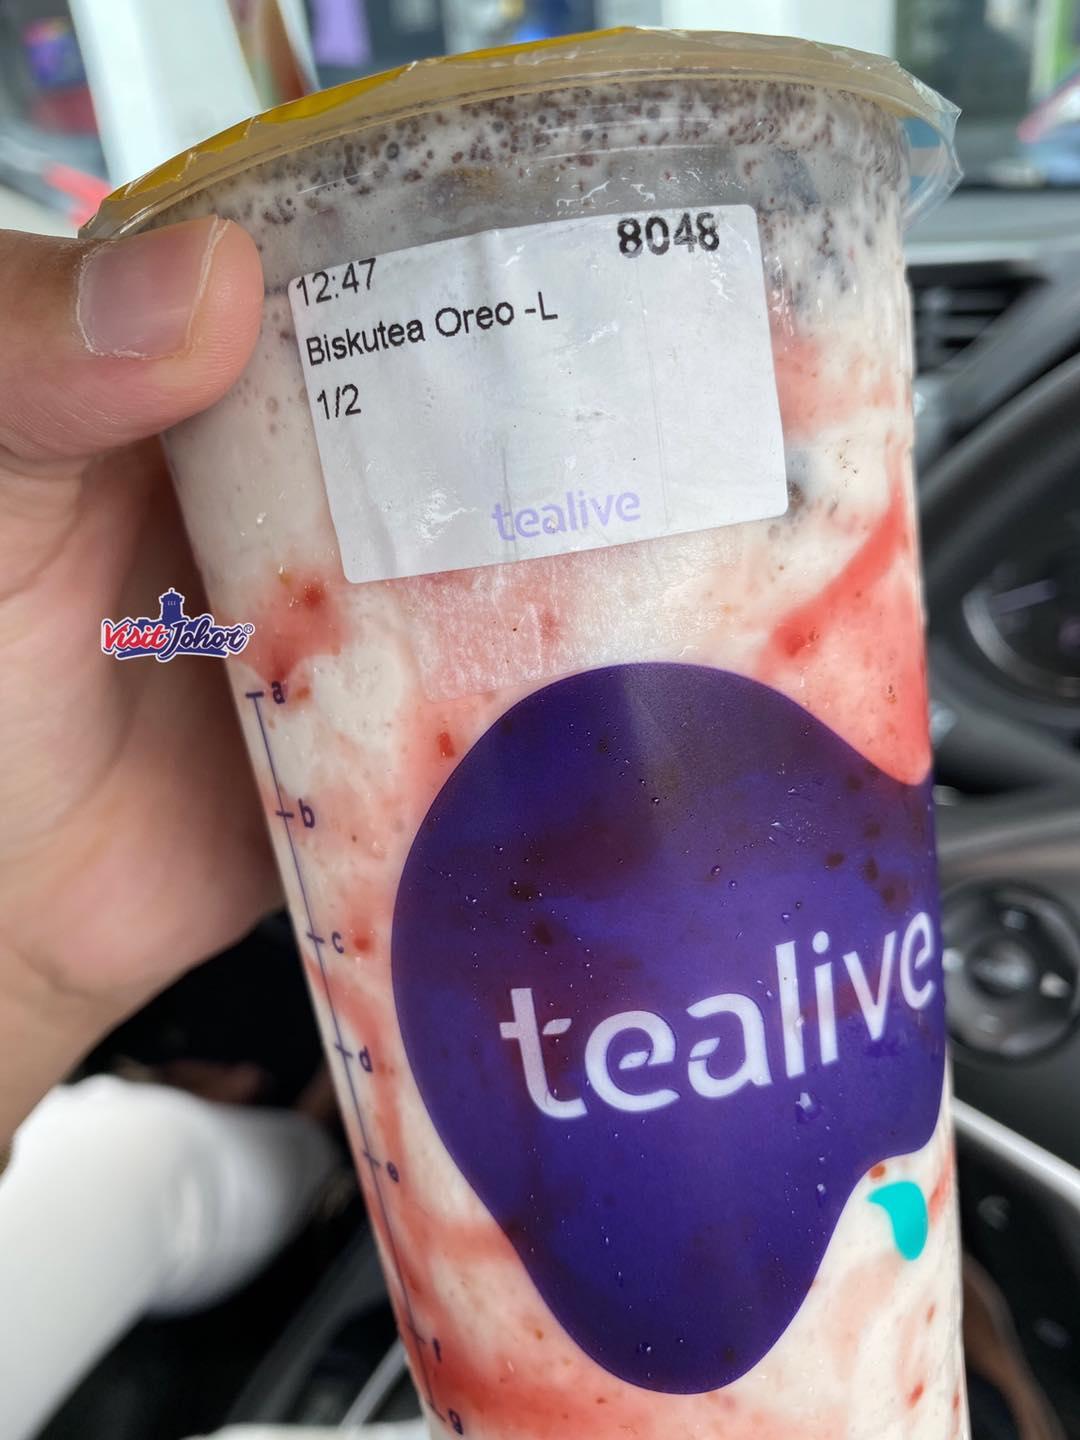 12:47 8048
Biskutea Oreo -L
1/2
tealive
Visit Johor®
a
b
c
d
e
f
g
tealive